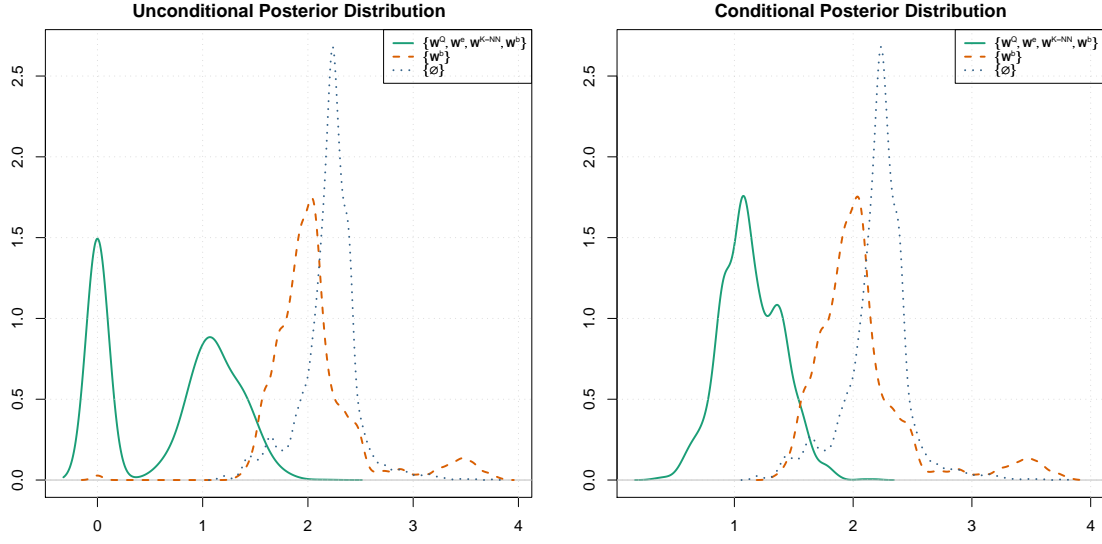 Unconditional Posterior Distribution
{W^Q, W^e, W^K−NN, W^b}
{W^b}
{∅}
2.5
2.0
1.5
1.0
0.5
0.0
0 1 2 3 4
Conditional Posterior Distribution
{W^Q, W^e, W^K−NN, W^b}
{W^b}
{∅}
2.5
2.0
1.5
1.0
0.5
0.0
1 2 3 4